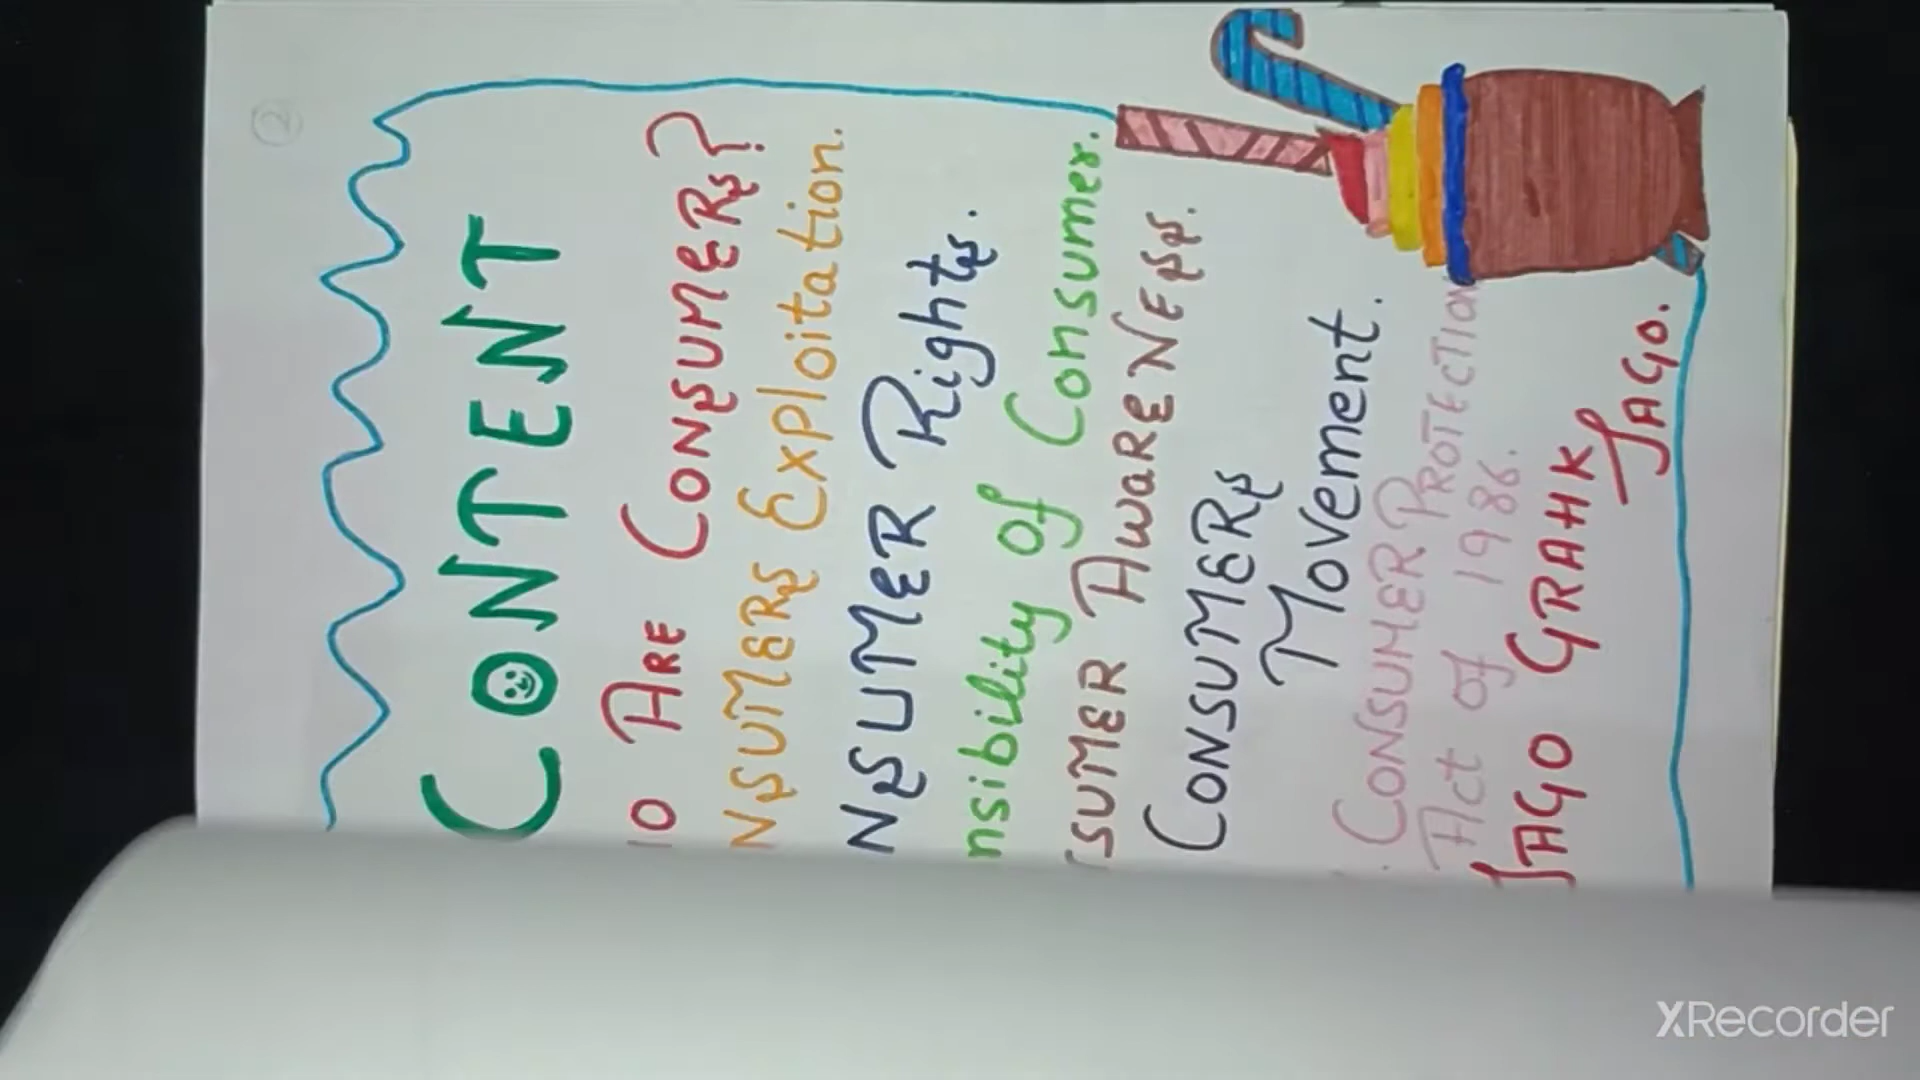 2
CONTENT
HO ARE CONSUMERS?
NSUMERS Exploitation.
NSUMER Rights.
nsibility of Consumer.
SUMER AWARENESS.
CONSUMERS
Movement.
CONSUMER PROTECTION
Act of 1986.
JAGO GRAHK
JAGO.
XRecorder